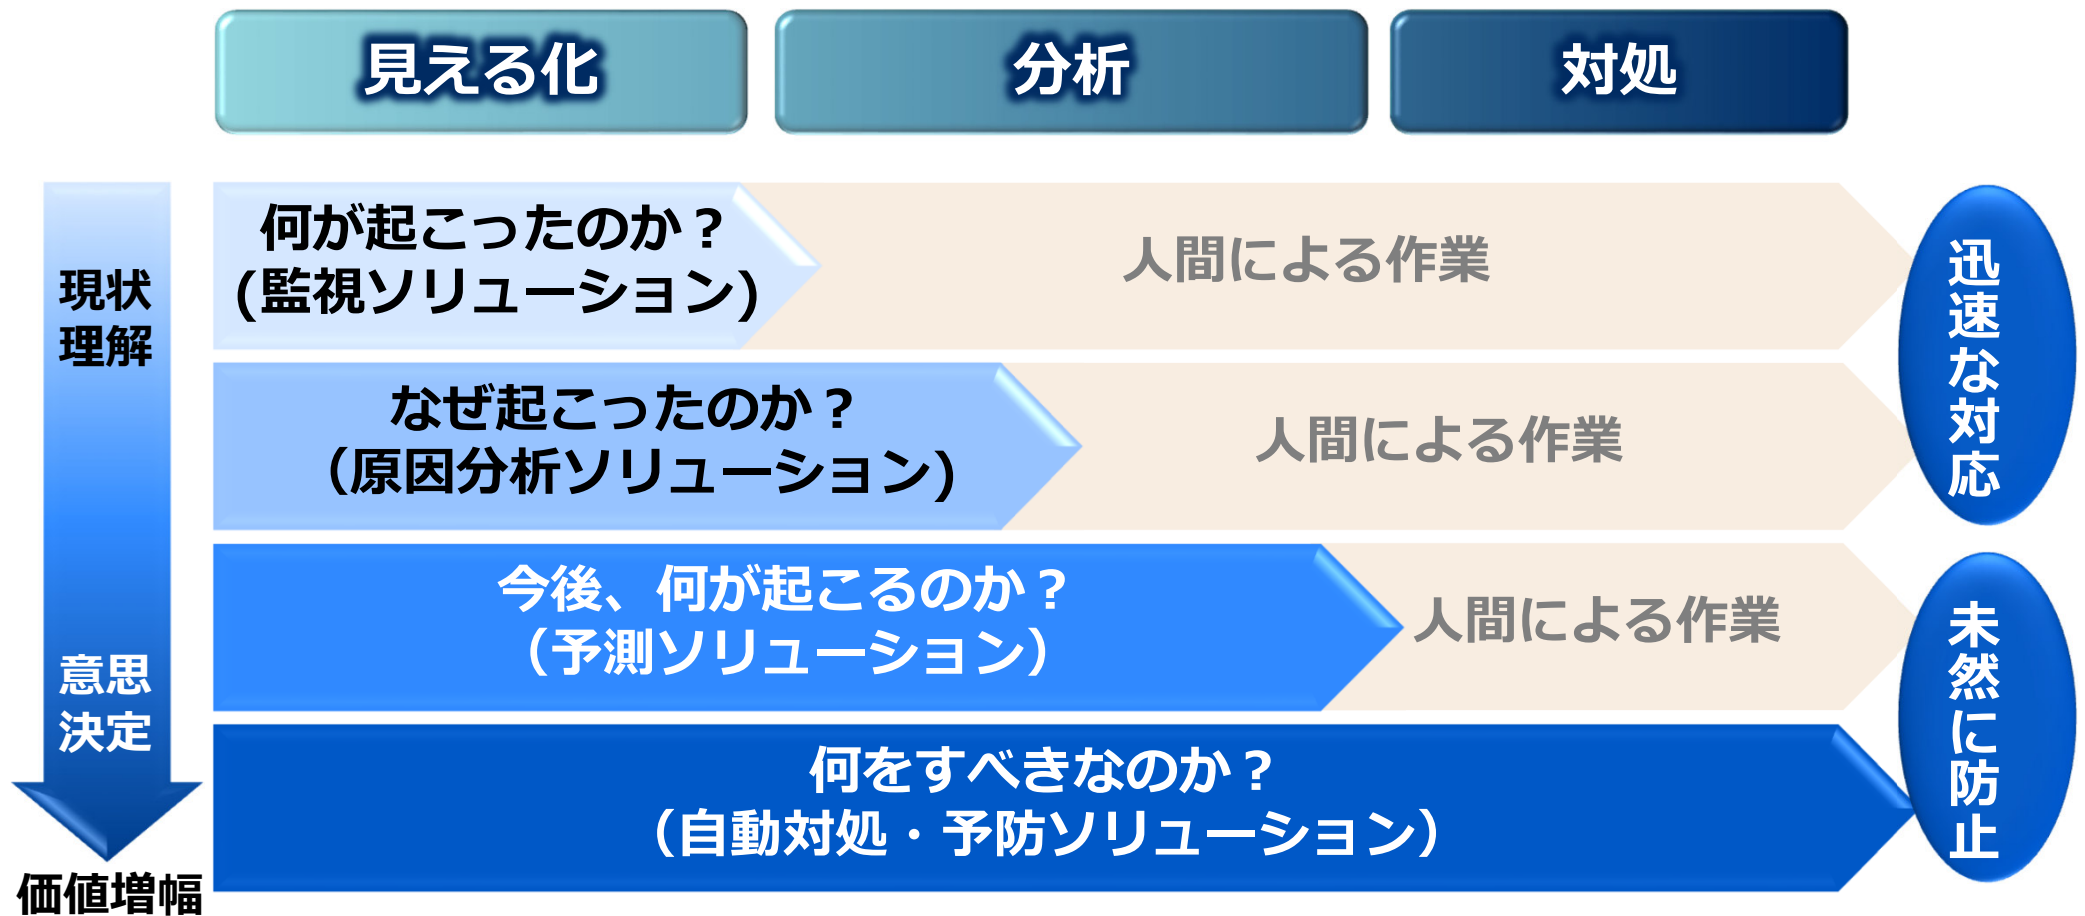 見える化
分析
対処
現状
理解
意思
決定
価値増幅
何が起こったのか？
(監視ソリューション)
人間による作業
なぜ起こったのか？
（原因分析ソリューション)
人間による作業
今後、何が起こるのか？
（予測ソリューション）
人間による作業
何をすべきなのか？
（自動対処・予防ソリューション）
迅速な対応
未然に防止